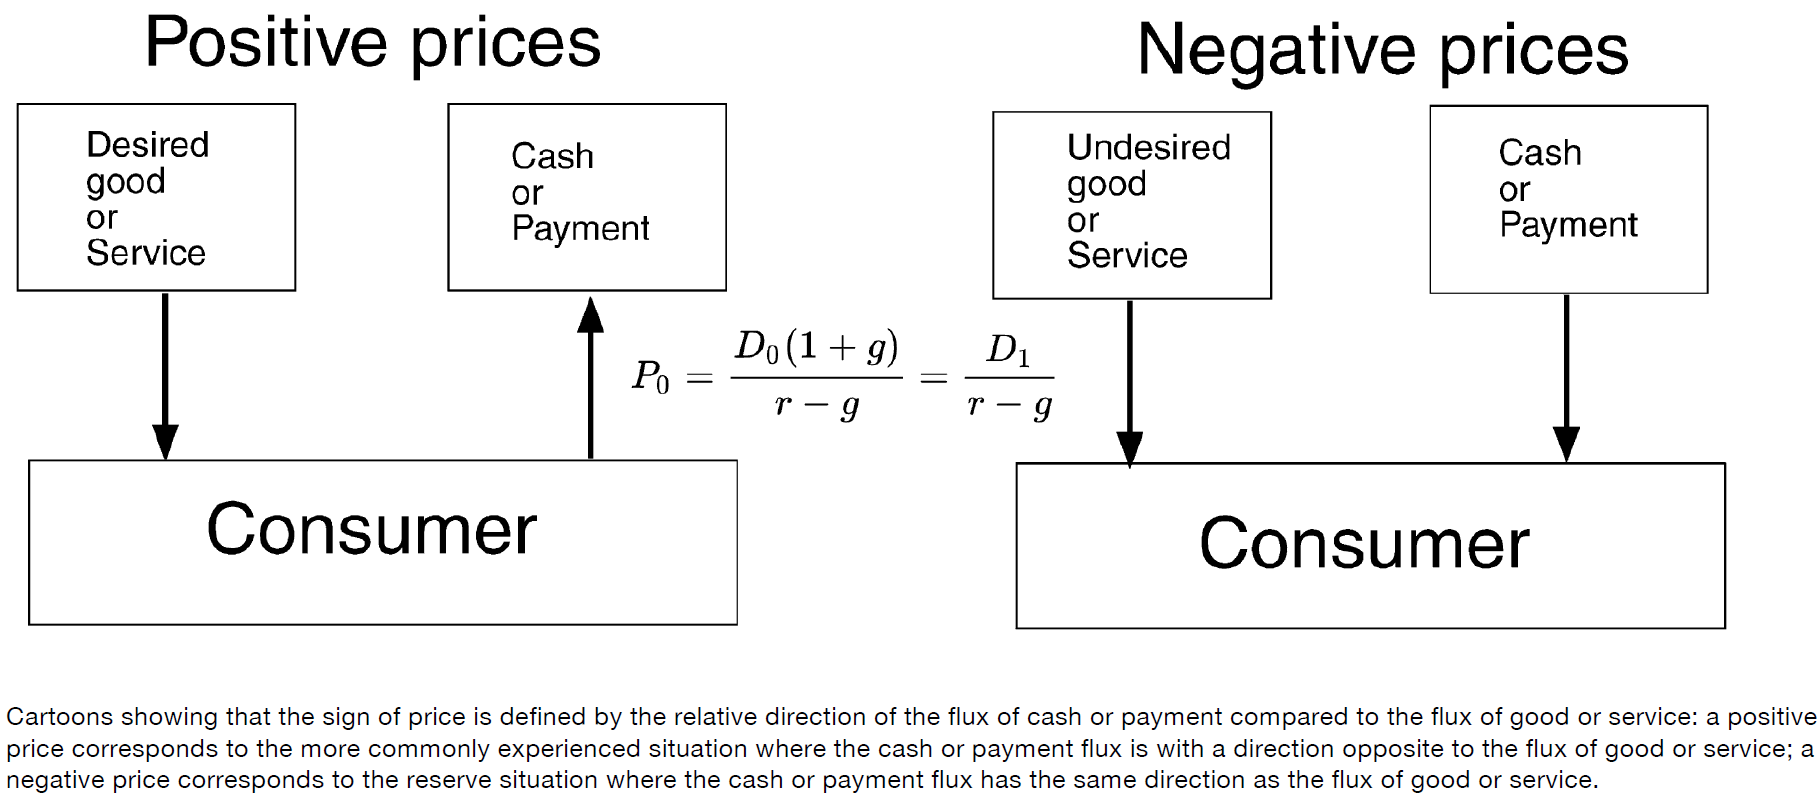 Positive prices
Desired
good
or
Service
Cash
or
Payment
Consumer
P₀ = D₀(1 + g) / (r − g) = D₁ / (r − g)
Negative prices
Undesired
good
or
Service
Cash
or
Payment
Consumer
Cartoons showing that the sign of price is defined by the relative direction of the flux of cash or payment compared to the flux of good or service: a positive
price corresponds to the more commonly experienced situation where the cash or payment flux is with a direction opposite to the flux of good or service; a
negative price corresponds to the reserve situation where the cash or payment flux has the same direction as the flux of good or service.